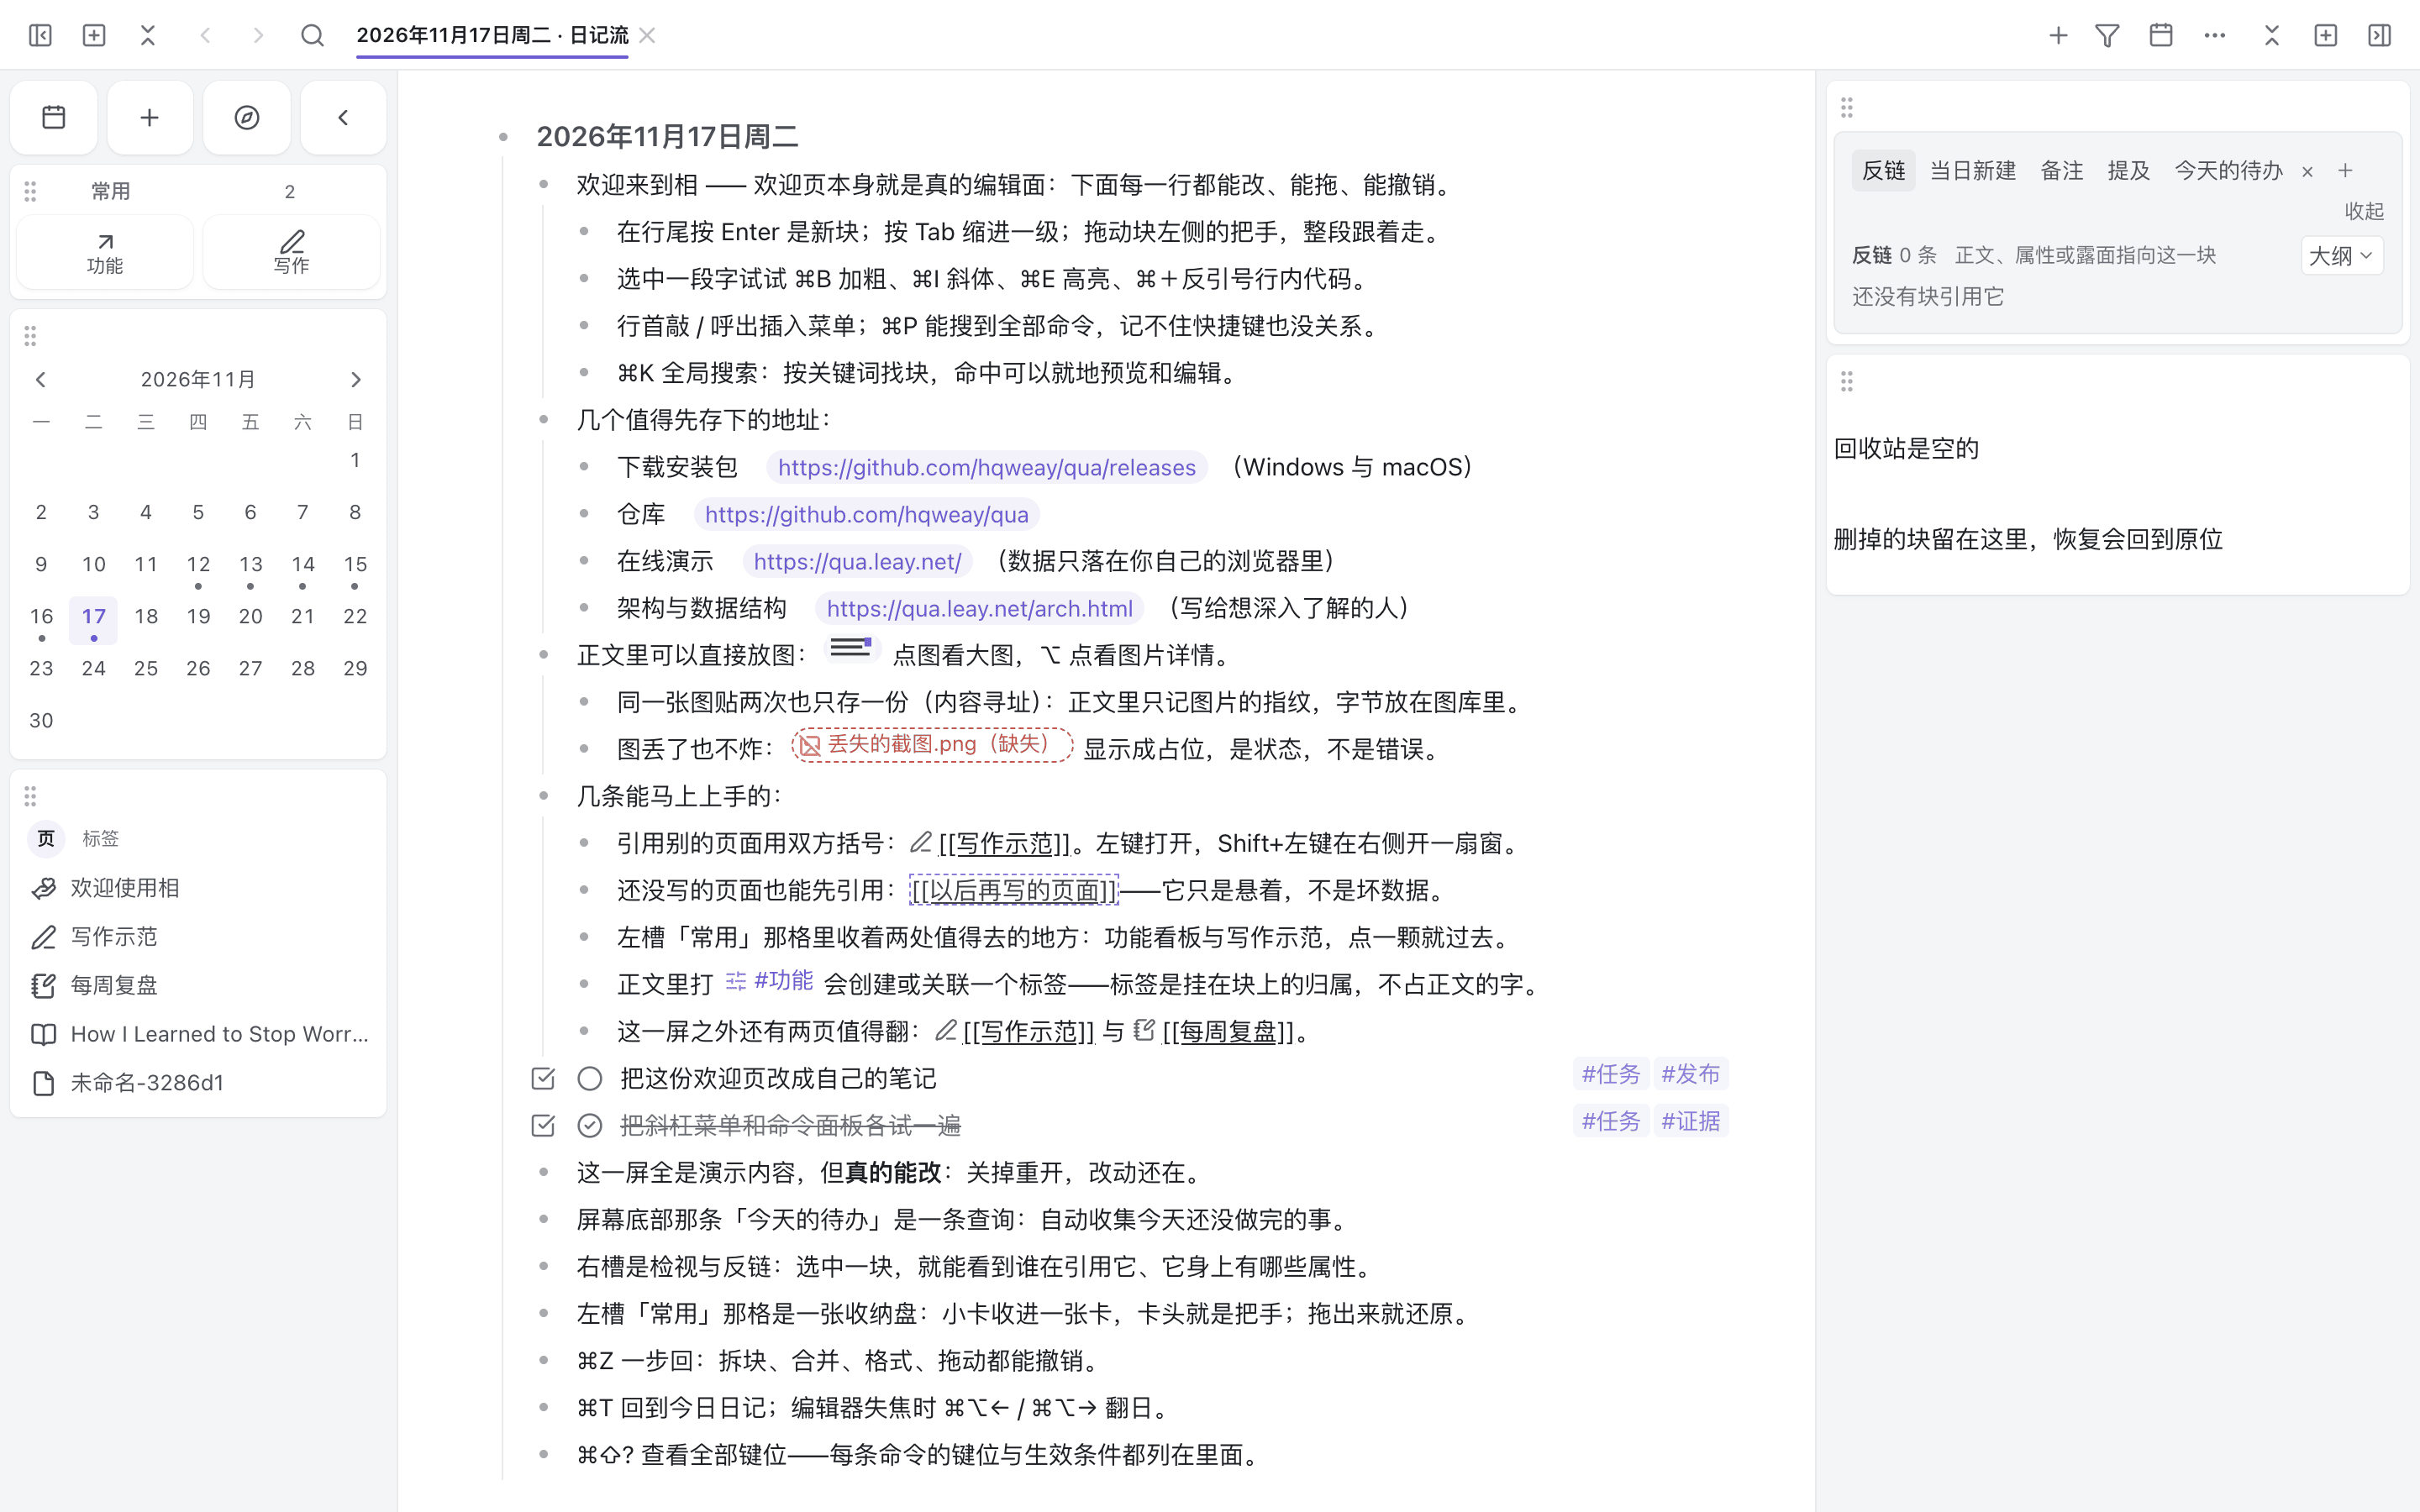 2026年11月17日周二 · 日记流
常用 2
功能 写作
2026年11月
一 二 三 四 五 六 日
1
2 3 4 5 6 7 8
9 10 11 12 13 14 15
16 17 18 19 20 21 22
23 24 25 26 27 28 29
30
页 标签
欢迎使用相
写作示范
每周复盘
How I Learned to Stop Worr...
未命名-3286d1
2026年11月17日周二
欢迎来到相 —— 欢迎页本身就是真的编辑面：下面每一行都能改、能拖、能撤销。
在行尾按 Enter 是新块；按 Tab 缩进一级；拖动块左侧的把手，整段跟着走。
选中一段字试试 ⌘B 加粗、⌘I 斜体、⌘E 高亮、⌘＋反引号行内代码。
行首敲 / 呼出插入菜单；⌘P 能搜到全部命令，记不住快捷键也没关系。
⌘K 全局搜索：按关键词找块，命中可以就地预览和编辑。
几个值得先存下的地址：
下载安装包 https://github.com/hqweay/qua/releases （Windows 与 macOS）
仓库 https://github.com/hqweay/qua
在线演示 https://qua.leay.net/ （数据只落在你自己的浏览器里）
架构与数据结构 https://qua.leay.net/arch.html （写给想深入了解的人）
正文里可以直接放图： 点图看大图，⌥ 点看图片详情。
同一张图贴两次也只存一份（内容寻址）：正文里只记图片的指纹，字节放在图库里。
图丢了也不炸： 丢失的截图.png（缺失） 显示成占位，是状态，不是错误。
几条能马上上手的：
引用别的页面用双方括号： [[写作示范]]。左键打开，Shift+左键在右侧开一扇窗。
还没写的页面也能先引用： [[以后再写的页面]]——它只是悬着，不是坏数据。
左槽「常用」那格里收着两处值得去的地方：功能看板与写作示范，点一颗就过去。
正文里打 #功能 会创建或关联一个标签——标签是挂在块上的归属，不占正文的字。
这一屏之外还有两页值得翻： [[写作示范]] 与 [[每周复盘]]。
把这份欢迎页改成自己的笔记 #任务 #发布
把斜杠菜单和命令面板各试一遍 #任务 #证据
这一屏全是演示内容，但真的能改：关掉重开，改动还在。
屏幕底部那条「今天的待办」是一条查询：自动收集今天还没做完的事。
右槽是检视与反链：选中一块，就能看到谁在引用它、它身上有哪些属性。
左槽「常用」那格是一张收纳盘：小卡收进一张卡，卡头就是把手；拖出来就还原。
⌘Z 一步回：拆块、合并、格式、拖动都能撤销。
⌘T 回到今日日记；编辑器失焦时 ⌘⌥← / ⌘⌥→ 翻日。
⌘⇧? 查看全部键位——每条命令的键位与生效条件都列在里面。
反链 当日新建 备注 提及 今天的待办 × +
收起
反链 0 条 正文、属性或露面指向这一块 大纲
还没有块引用它
回收站是空的
删掉的块留在这里，恢复会回到原位